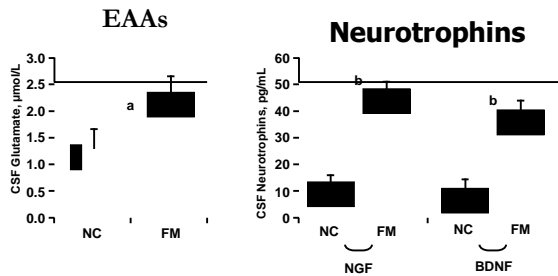 EAAs
CSF Glutamate, µmol/L
3.0
2.5
2.0
1.5
1.0
0.5
0.0
a
NC
FM
Neurotrophins
CSF Neurotrophins, pg/mL
60
50
40
30
20
10
0
b
b
NC
FM
NC
FM
NGF
BDNF